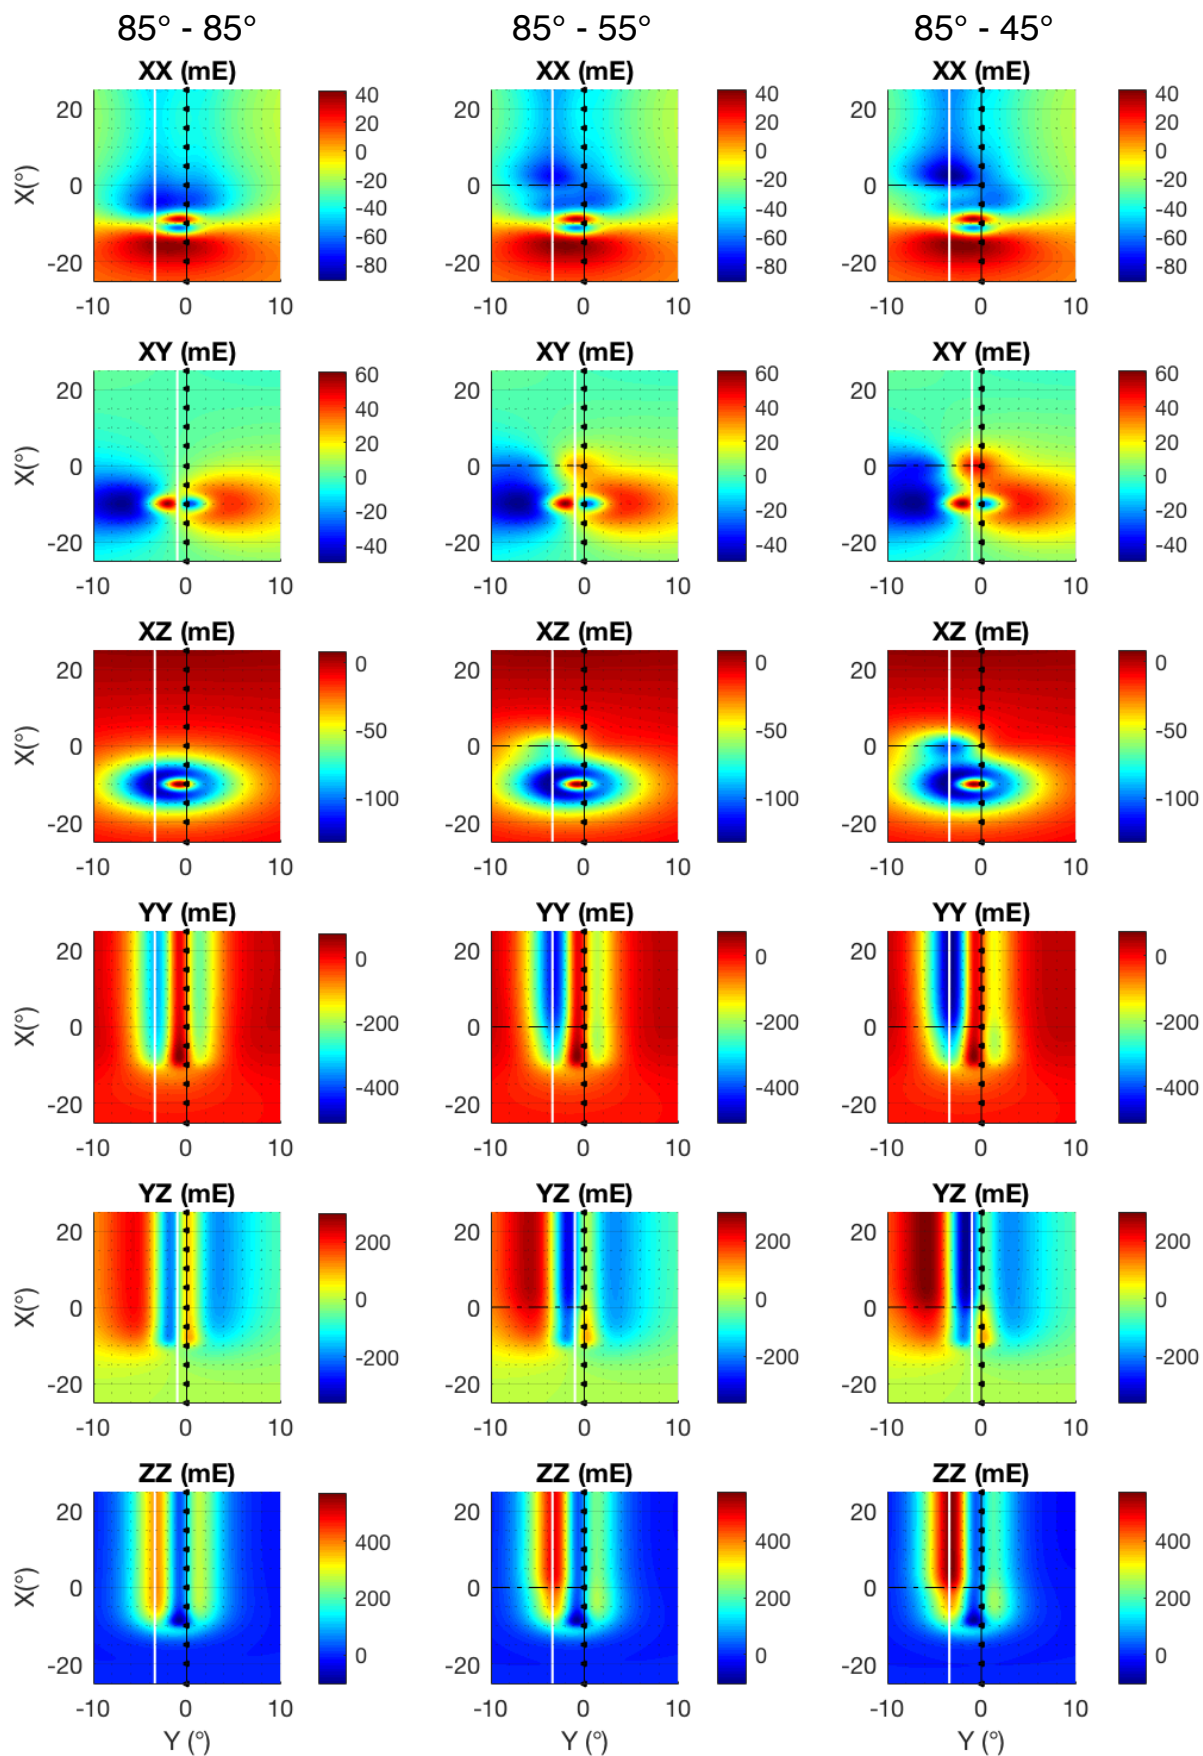 85° - 85° 85° - 55° 85° - 45°
XX (mE) XX (mE) XX (mE)
X(°) 20 0 -20 40 20 0 -20 -40 -60 -80 20 0 -20 40 20 0 -20 -40 -60 -80 20 0 -20 40 20 0 -20 -40 -60 -80
-10 0 10 -10 0 10 -10 0 10
XY (mE) XY (mE) XY (mE)
X(°) 20 0 -20 60 40 20 0 -20 -40 20 0 -20 60 40 20 0 -20 -40 20 0 -20 60 40 20 0 -20 -40
-10 0 10 -10 0 10 -10 0 10
XZ (mE) XZ (mE) XZ (mE)
X(°) 20 0 -20 0 -50 -100 20 0 -20 0 -50 -100 20 0 -20 0 -50 -100
-10 0 10 -10 0 10 -10 0 10
YY (mE) YY (mE) YY (mE)
X(°) 20 0 -20 0 -200 -400 20 0 -20 0 -200 -400 20 0 -20 0 -200 -400
-10 0 10 -10 0 10 -10 0 10
YZ (mE) YZ (mE) YZ (mE)
X(°) 20 0 -20 200 0 -200 20 0 -20 200 0 -200 20 0 -20 200 0 -200
-10 0 10 -10 0 10 -10 0 10
ZZ (mE) ZZ (mE) ZZ (mE)
X(°) 20 0 -20 400 200 0 20 0 -20 400 200 0 20 0 -20 400 200 0
-10 0 10 -10 0 10 -10 0 10
Y (°) Y (°) Y (°)